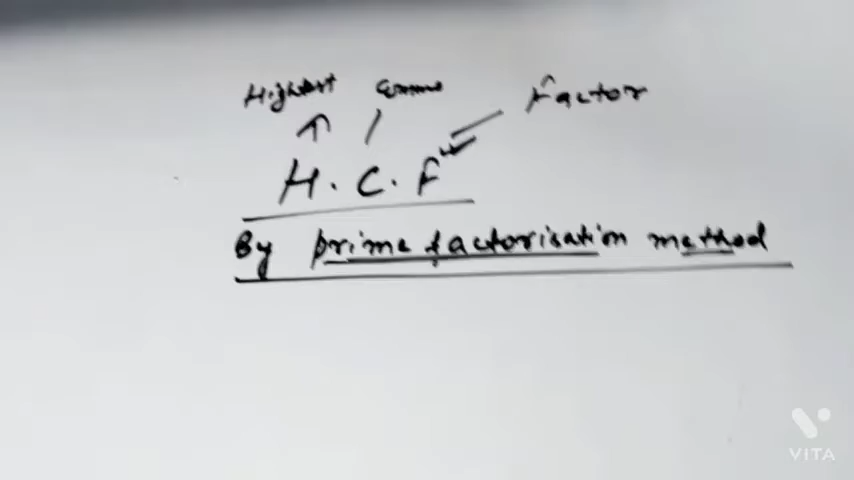 Highest Common Factor
H. C. F
By prime factorisation method
VITA